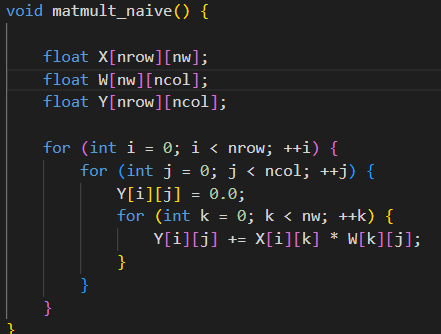 void matmult_naive() {
float X[nrow][nw];
float W[nw][ncol];
float Y[nrow][ncol];
for (int i = 0; i < nrow; ++i) {
for (int j = 0; j < ncol; ++j) {
Y[i][j] = 0.0;
for (int k = 0; k < nw; ++k) {
Y[i][j] += X[i][k] * W[k][j];
}
}
}
}